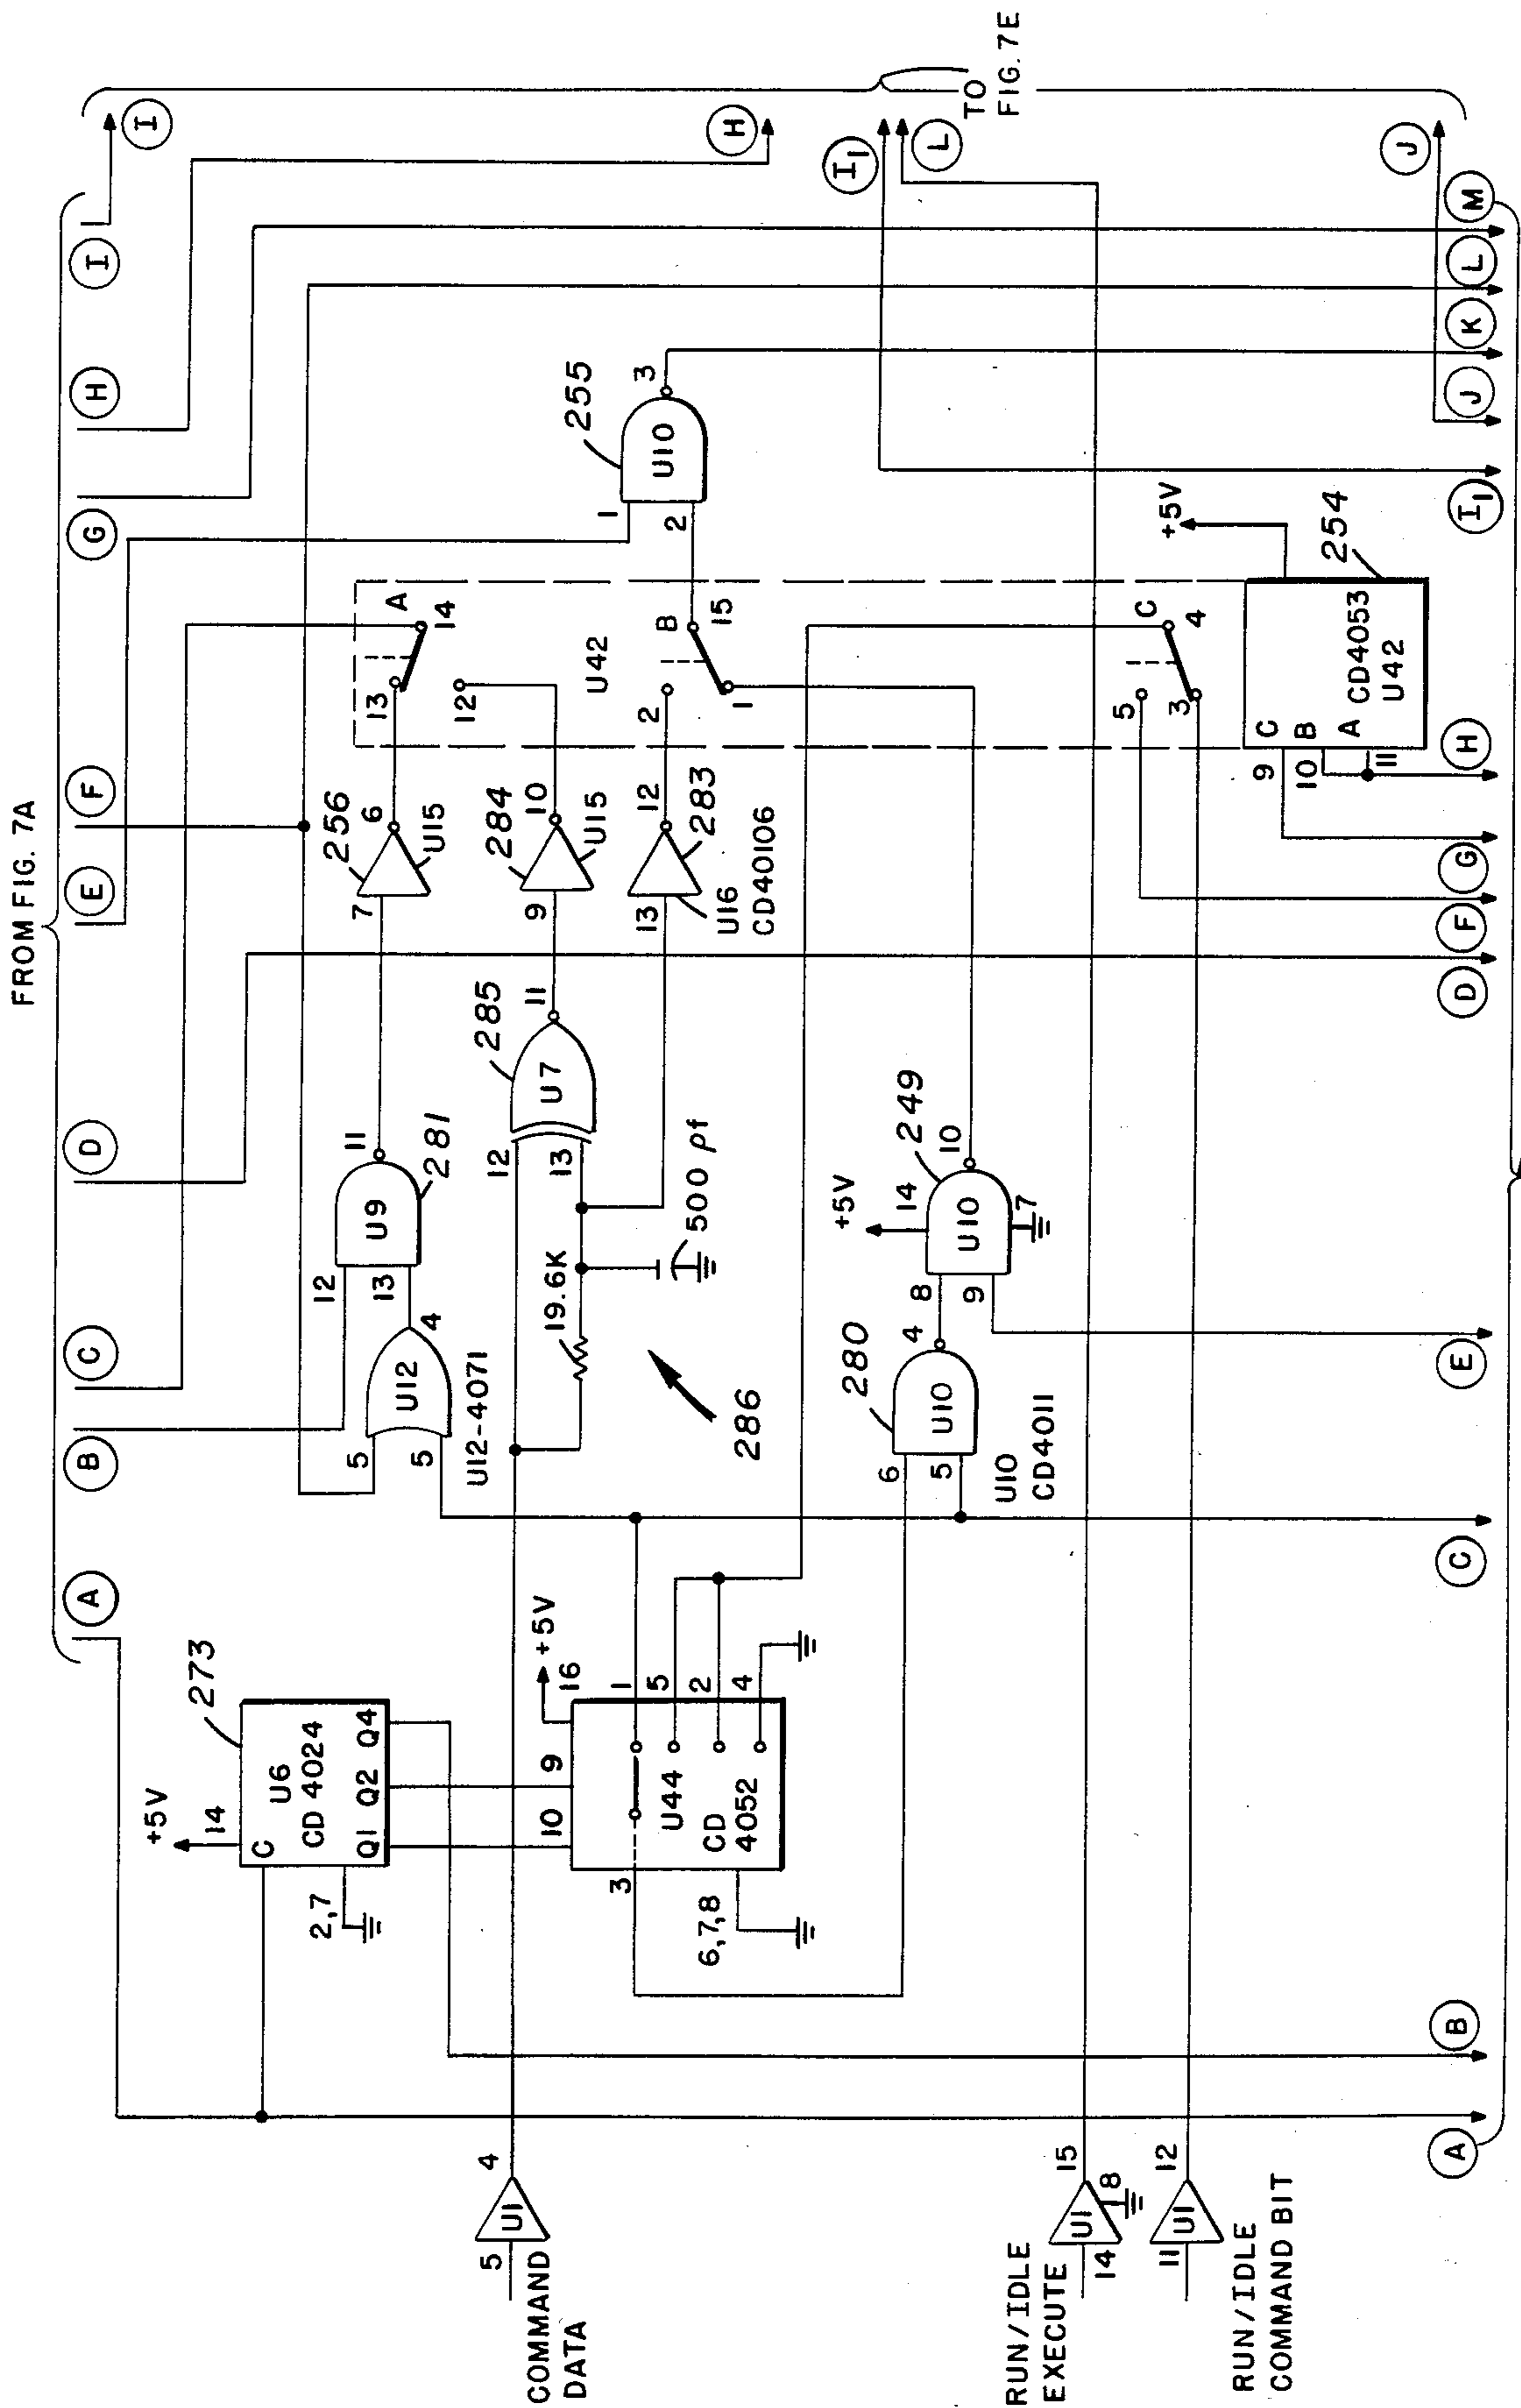 FROM FIG. 7A
A
B
C
D
E
F
G
H
I
I
H
TO
FIG. 7E
I1
L
J
273
+5V
14
C
U6
CD 4024
Q1 Q2 Q4
2,7
+5V
16
10 9
3
1
5
2
4
U44
CD
4052
6,7,8
5
5
U12
4
U12-4071
12
13
U9
11
281
7
256
6
U15
13
12
A
14
COMMAND
DATA
5
U1
4
12
13
U7
11
285
9
284
10
U15
19.6K
500 pf
286
13
12
283
U16
CD40106
2
1
U42
B
15
1
2
U10
3
255
6
5
U10
4
280
U10
CD4011
+5V
14
8
9
U10
10
249
7
RUN/IDLE
EXECUTE
14
U1
15
8
RUN/IDLE
COMMAND BIT
11
U1
12
5
3
C
4
+5V
C
B
A
9
10
11
CD4053
U42
254
A
B
C
E
D
F
G
H
I1
J
K
L
M